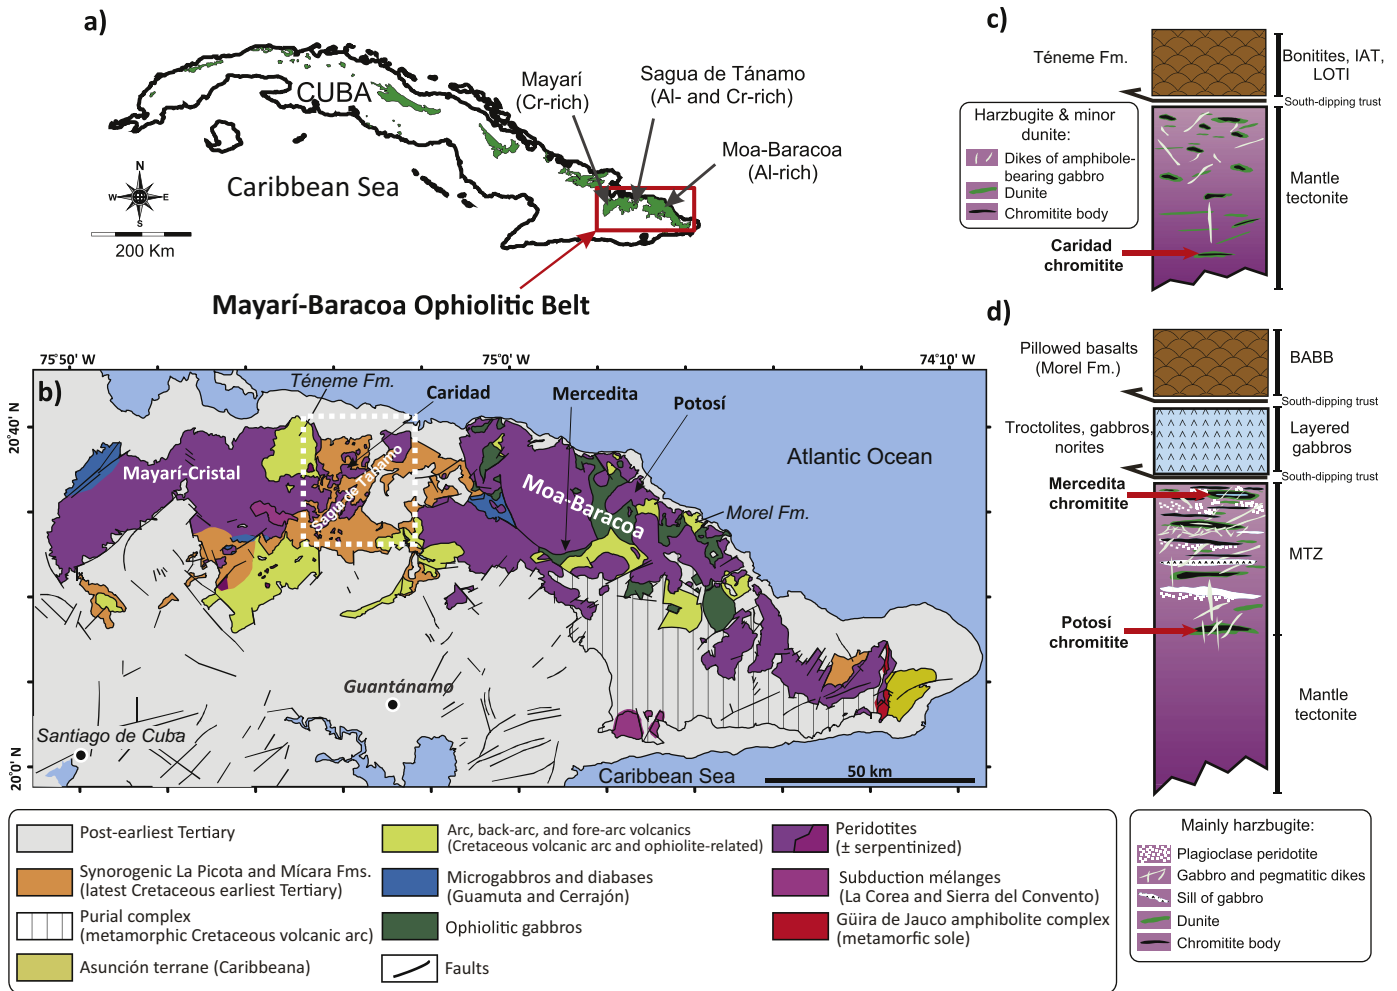 a)
CUBA
Mayarí
(Cr-rich)
Sagua de Tánamo
(Al- and Cr-rich)
Moa-Baracoa
(Al-rich)
Caribbean Sea
N
W
E
S
200 Km
Mayarí-Baracoa Ophiolitic Belt
75°50' W
75°0' W
74°10' W
20°40' N
20°0' N
b)
Téneme Fm.
Caridad
Mercedita
Potosí
Mayarí-Cristal
Sagua de Tánamo
Moa-Baracoa
Morel Fm.
Atlantic Ocean
Guantánamo
Santiago de Cuba
Caribbean Sea
50 km
Post-earliest Tertiary
Synorogenic La Picota and Mícara Fms.
(latest Cretaceous earliest Tertiary)
Purial complex
(metamorphic Cretaceous volcanic arc)
Asunción terrane (Caribbeana)
Arc, back-arc, and fore-arc volcanics
(Cretaceous volcanic arc and ophiolite-related)
Microgabbros and diabases
(Guamuta and Cerrajón)
Ophiolitic gabbros
Faults
Peridotites
(± serpentinized)
Subduction mélanges
(La Corea and Sierra del Convento)
Güira de Jauco amphibolite complex
(metamorfic sole)
c)
Téneme Fm.
Bonitites, IAT,
LOTI
South-dipping trust
Harzbugite & minor
dunite:
Dikes of amphibole-
bearing gabbro
Dunite
Chromitite body
Mantle
tectonite
Caridad
chromitite
d)
Pillowed basalts
(Morel Fm.)
BABB
South-dipping trust
Troctolites, gabbros,
norites
Layered
gabbros
South-dipping trust
Mercedita
chromitite
MTZ
Potosí
chromitite
Mantle
tectonite
Mainly harzbugite:
Plagioclase peridotite
Gabbro and pegmatitic dikes
Sill of gabbro
Dunite
Chromitite body